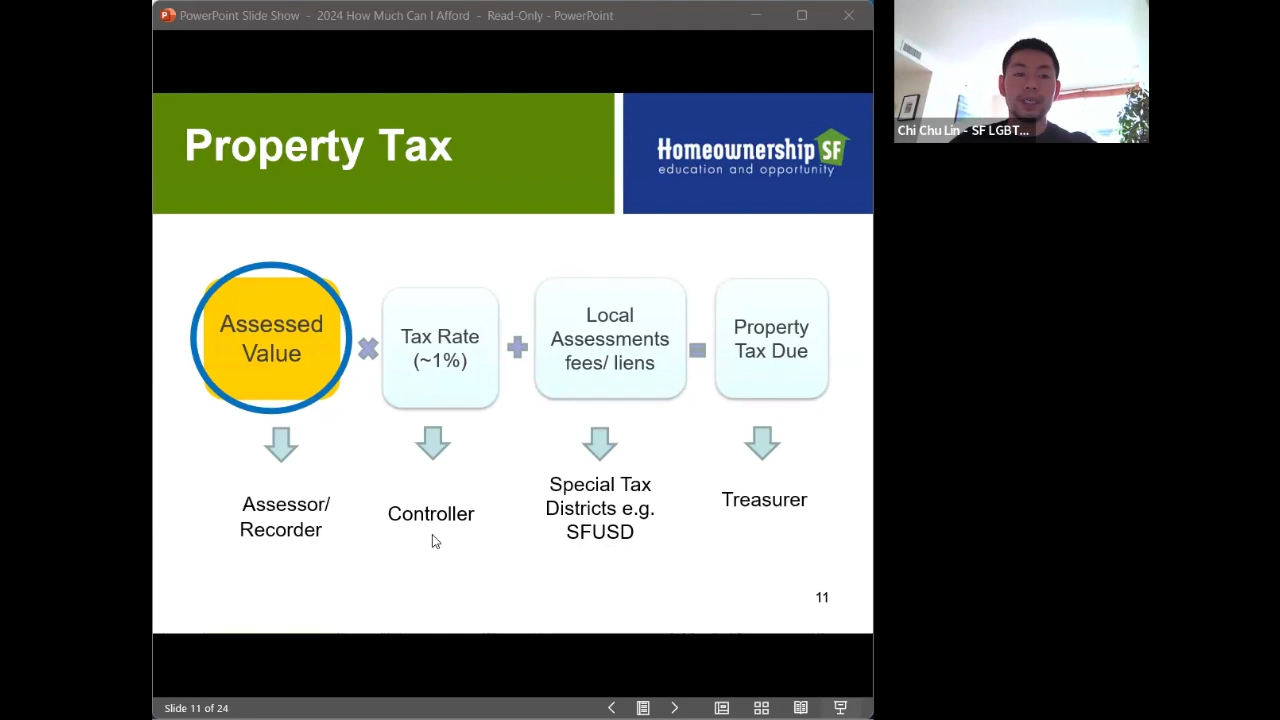 PowerPoint Slide Show - 2024 How Much Can I Afford - Read-Only - PowerPoint
Chi Chu Lin - SF LGBT...
Property Tax
Homeownership SF
education and opportunity
Assessed
Value
Tax Rate
(~1%)
Local
Assessments
fees/ liens
Property
Tax Due
Assessor/
Recorder
Controller
Special Tax
Districts e.g.
SFUSD
Treasurer
11
Slide 11 of 24